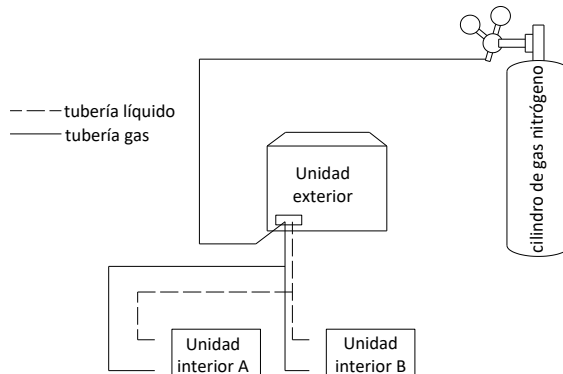 cilindro de gas nitrógeno
tubería líquido
tubería gas
Unidad
exterior
Unidad
interior A
Unidad
interior B